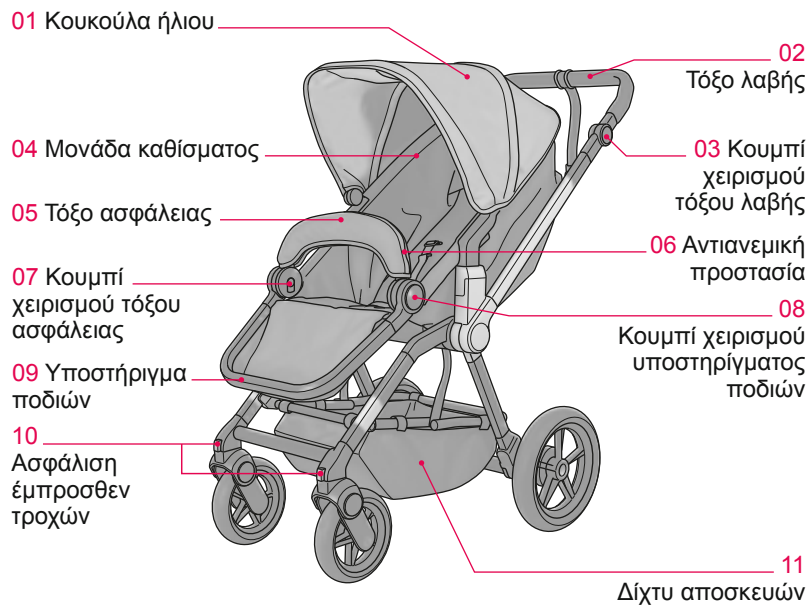 01 Κουκούλα ήλιου
02
Τόξο λαβής
03 Κουμπί
χειρισμού
τόξου λαβής
04 Μονάδα καθίσματος
05 Τόξο ασφάλειας
06 Αντιανεμική
προστασία
07 Κουμπί
χειρισμού τόξου
ασφάλειας
08
Κουμπί χειρισμού
υποστηρίγματος
ποδιών
09 Υποστήριγμα
ποδιών
10
Ασφάλιση
έμπροσθεν
τροχών
11
Δίχτυ αποσκευών